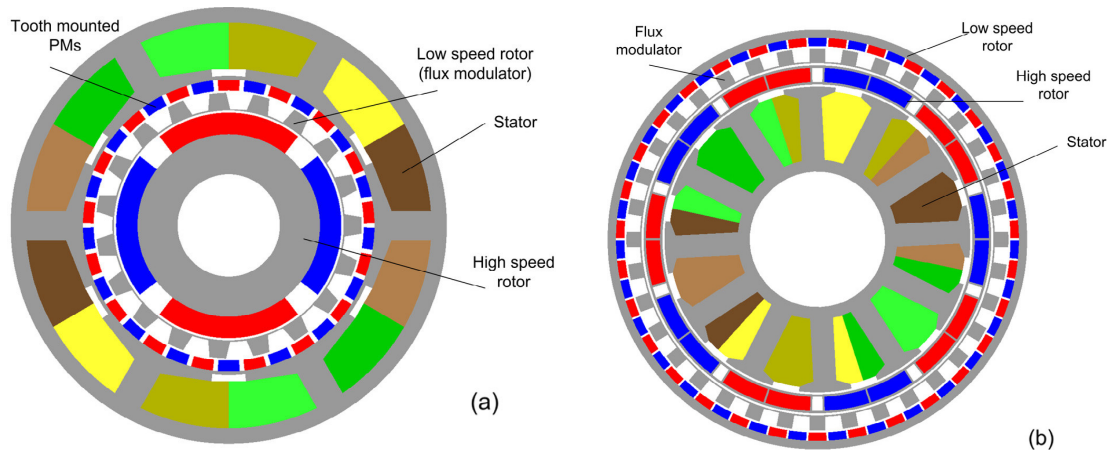 Tooth mounted
PMs
Low speed rotor
(flux modulator)
Stator
High speed
rotor
(a)
Flux
modulator
Low speed
rotor
High speed
rotor
Stator
(b)